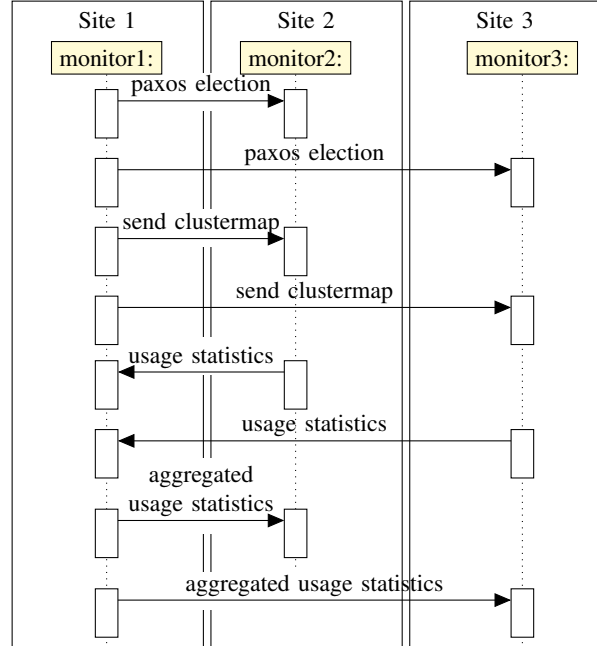 Site 1
Site 2
Site 3
monitor1:
monitor2:
monitor3:
paxos election
paxos election
send clustermap
send clustermap
usage statistics
usage statistics
aggregated
usage statistics
aggregated usage statistics